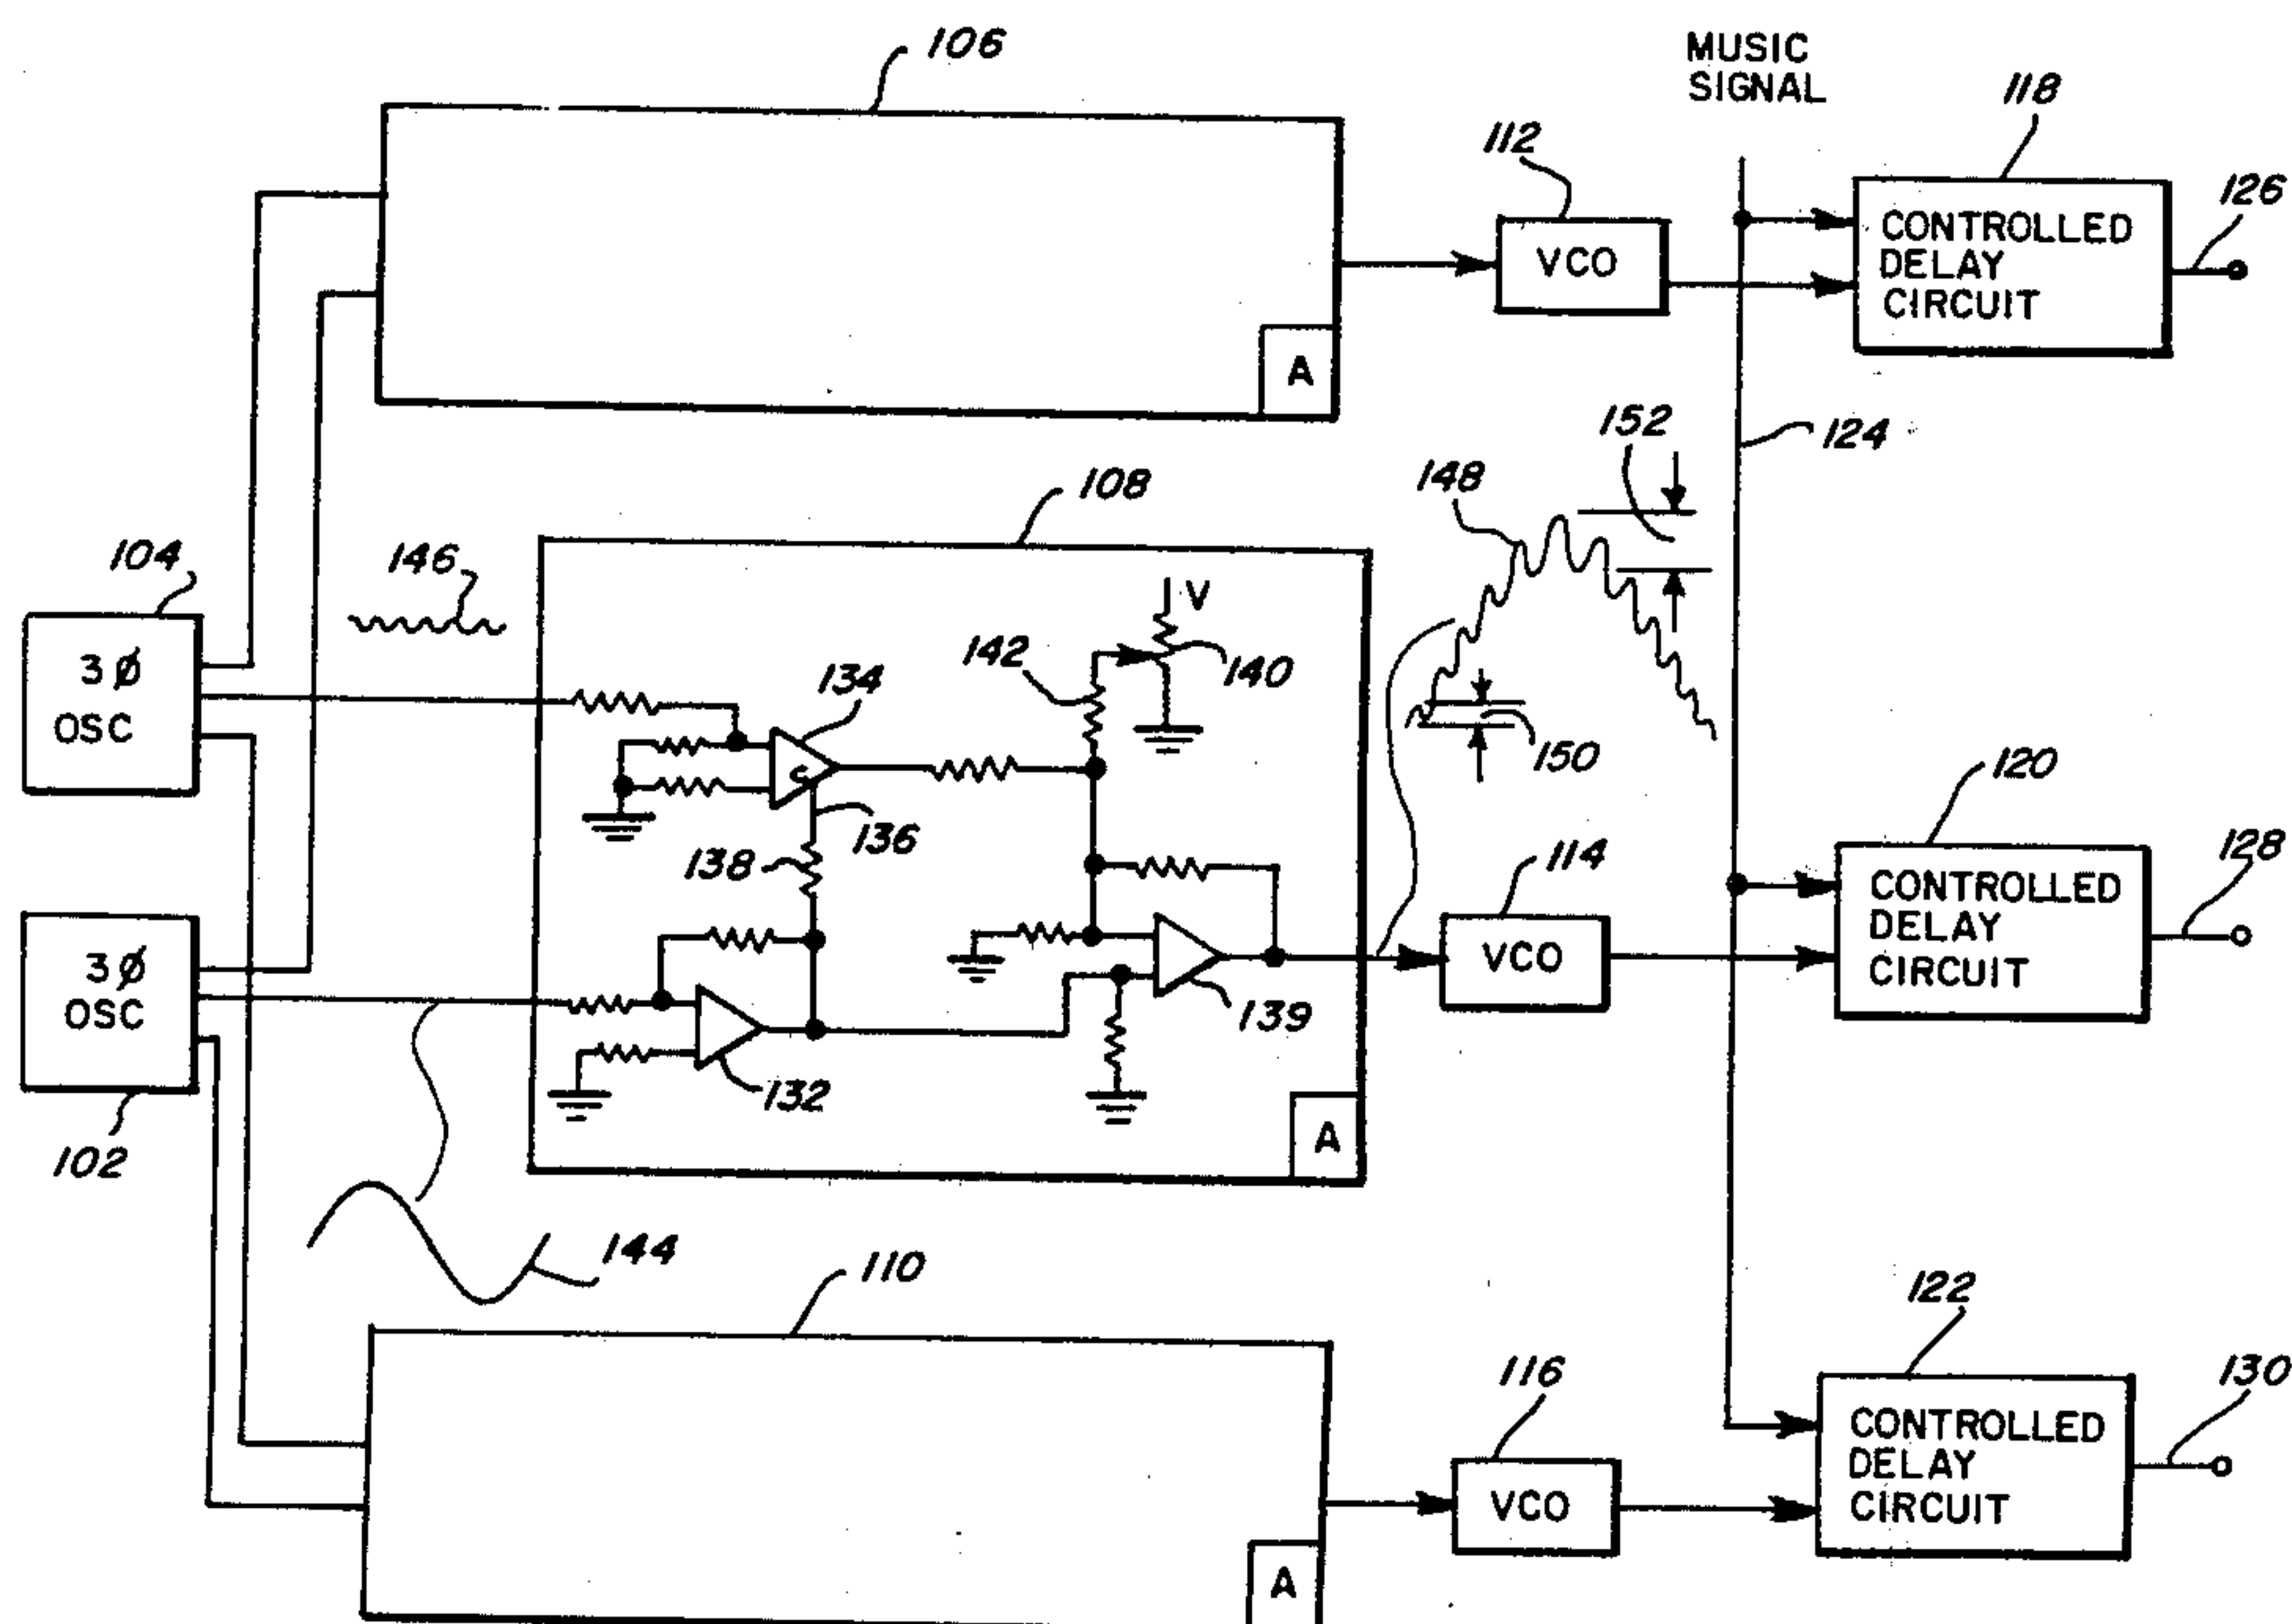 106
MUSIC
SIGNAL
118
112
126
VCO
CONTROLLED
DELAY
CIRCUIT
A
152
124
148
108
104
146
3Ø
OSC
V
142
140
134
C
150
136
138
120
128
114
VCO
CONTROLLED
DELAY
CIRCUIT
3Ø
OSC
139
132
A
102
144
110
122
130
116
VCO
CONTROLLED
DELAY
CIRCUIT
A